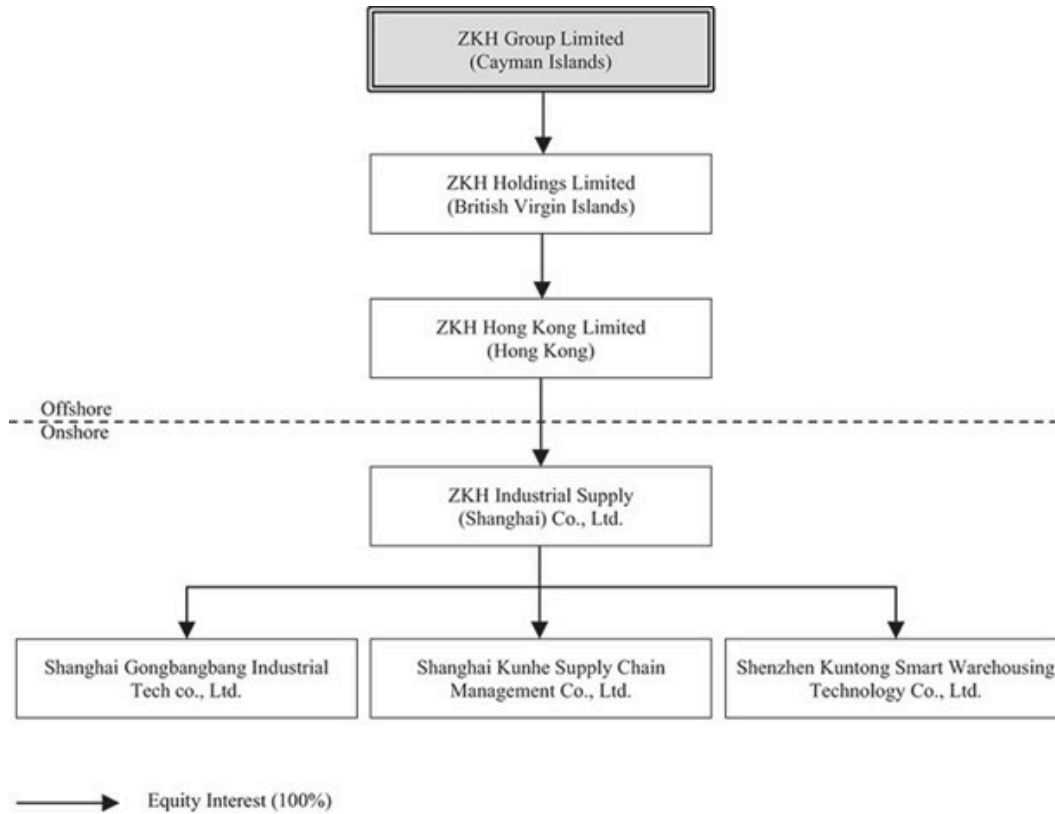 ZKH Group Limited
(Cayman Islands)
ZKH Holdings Limited
(British Virgin Islands)
ZKH Hong Kong Limited
(Hong Kong)
Offshore
Onshore
ZKH Industrial Supply
(Shanghai) Co., Ltd.
Shanghai Gongbangbang Industrial
Tech co., Ltd.
Shanghai Kunhe Supply Chain
Management Co., Ltd.
Shenzhen Kuntong Smart Warehousing
Technology Co., Ltd.
Equity Interest (100%)